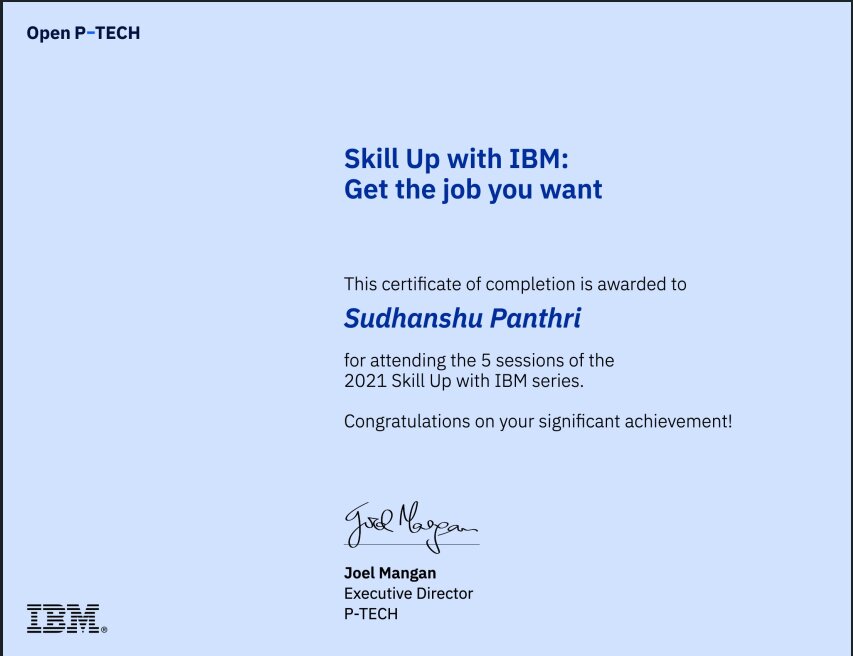 Open P-TECH
Skill Up with IBM:
Get the job you want
This certificate of completion is awarded to
Sudhanshu Panthri
for attending the 5 sessions of the
2021 Skill Up with IBM series.
Congratulations on your significant achievement!
Joel Mangan
Joel Mangan
Executive Director
P-TECH
IBM®